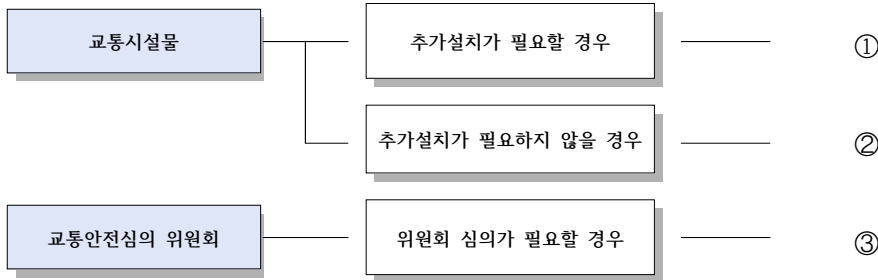 교통시설물 추가설치가 필요할 경우 ①
추가설치가 필요하지 않을 경우 ②
교통안전심의 위원회 위원회 심의가 필요할 경우 ③